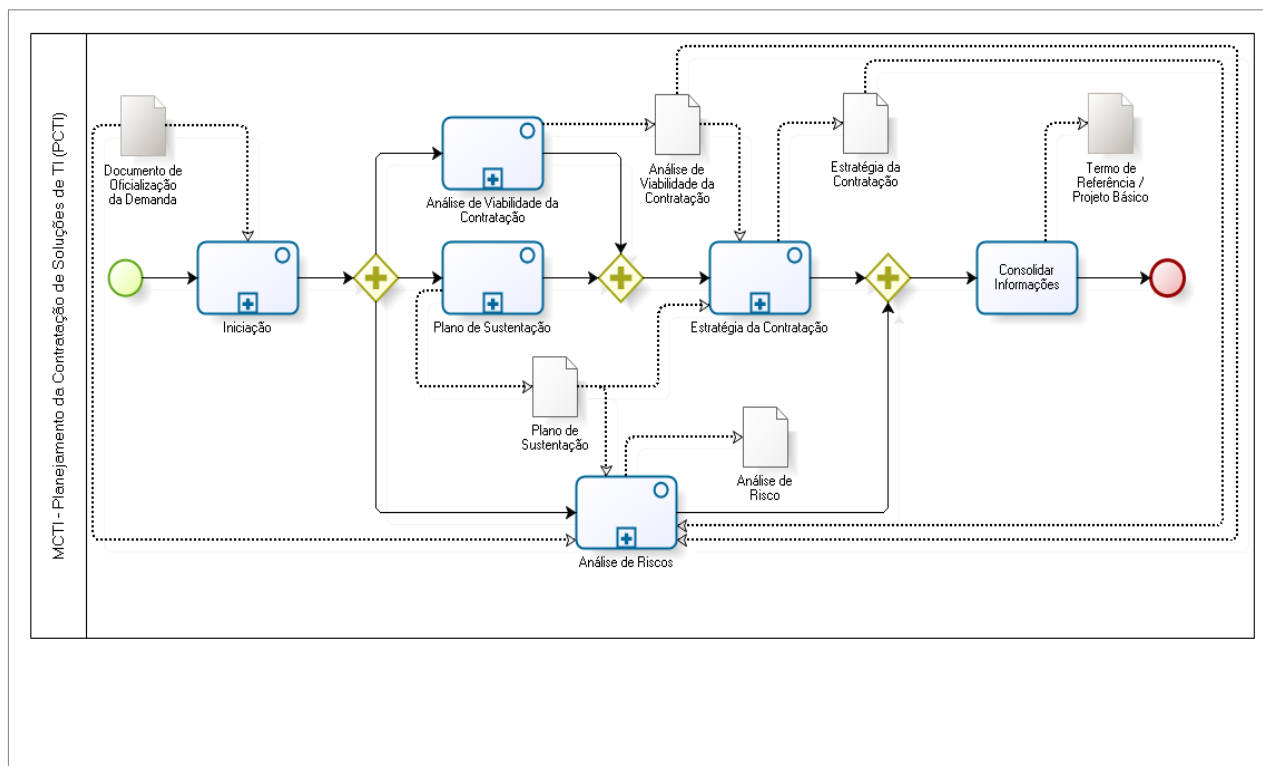 MCTI - Planejamento da Contratação de Soluções de TI (PCTI)
Documento de
Oficialização
da Demanda
Iniciação
Análise de Viabilidade da
Contratação
Plano de Sustentação
Plano de
Sustentação
Análise de
Viabilidade da
Contratação
Estratégia da Contratação
Estratégia da
Contratação
Análise de
Risco
Análise de Riscos
Consolidar
Informações
Termo de
Referência /
Projeto Básico